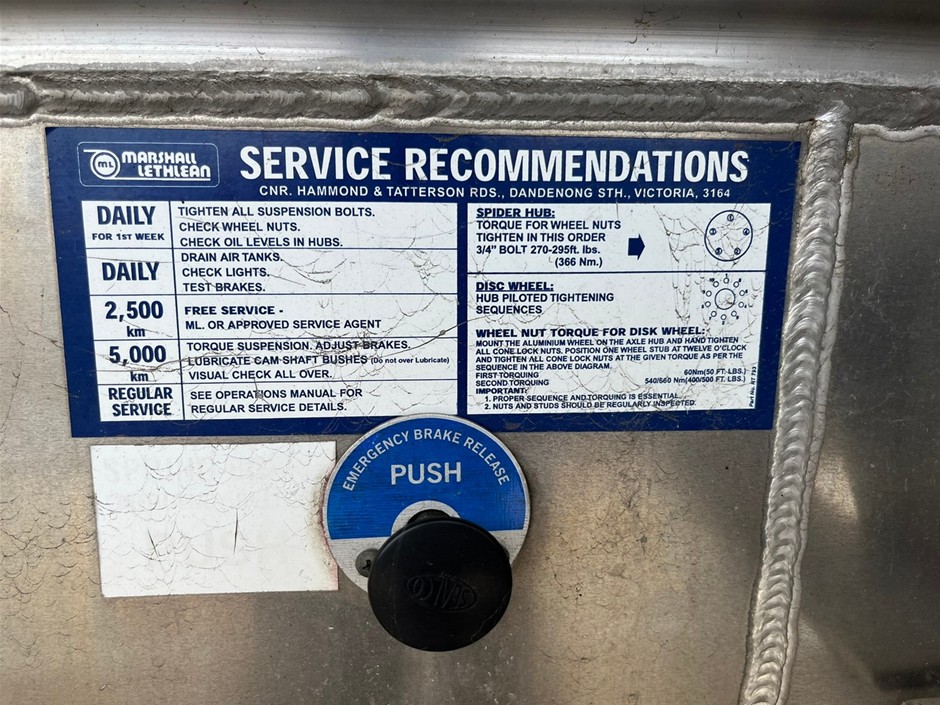 ML MARSHALL
LETHLEAN
SERVICE RECOMMENDATIONS
CNR. HAMMOND & TATTERSON RDS., DANDENONG STH., VICTORIA, 3164
DAILY
FOR 1ST WEEK
TIGHTEN ALL SUSPENSION BOLTS.
CHECK WHEEL NUTS.
CHECK OIL LEVELS IN HUBS.
DAILY
DRAIN AIR TANKS.
CHECK LIGHTS.
TEST BRAKES.
2,500
km
FREE SERVICE -
ML. OR APPROVED SERVICE AGENT
5,000
km
TORQUE SUSPENSION. ADJUST BRAKES.
LUBRICATE CAM SHAFT BUSHES (Do not over Lubricate)
VISUAL CHECK ALL OVER.
REGULAR
SERVICE
SEE OPERATIONS MANUAL FOR
REGULAR SERVICE DETAILS.
SPIDER HUB:
TORQUE FOR WHEEL NUTS
TIGHTEN IN THIS ORDER
3/4" BOLT 270-295ft. lbs.
(366 Nm.)
DISC WHEEL:
HUB PILOTED TIGHTENING
SEQUENCES
WHEEL NUT TORQUE FOR DISK WHEEL:
MOUNT THE ALUMINIUM WHEEL ON THE AXLE HUB AND HAND TIGHTEN
ALL CONE LOCK NUTS. POSITION ONE WHEEL STUB AT TWELVE O'CLOCK
AND TIGHTEN ALL CONE LOCK NUTS AT THE GIVEN TORQUE AS PER THE
SEQUENCE IN THE ABOVE DIAGRAM.
FIRST TORQUING 60Nm(50 FT. LBS.)
SECOND TORQUING 540/660 Nm(400/500 FT. LBS.)
IMPORTANT:
1. PROPER SEQUENCE AND TORQUING IS ESSENTIAL.
2. NUTS AND STUDS SHOULD BE REGULARLY INSPECTED.
Part No. RT 733
EMERGENCY BRAKE RELEASE
PUSH
SEALCO